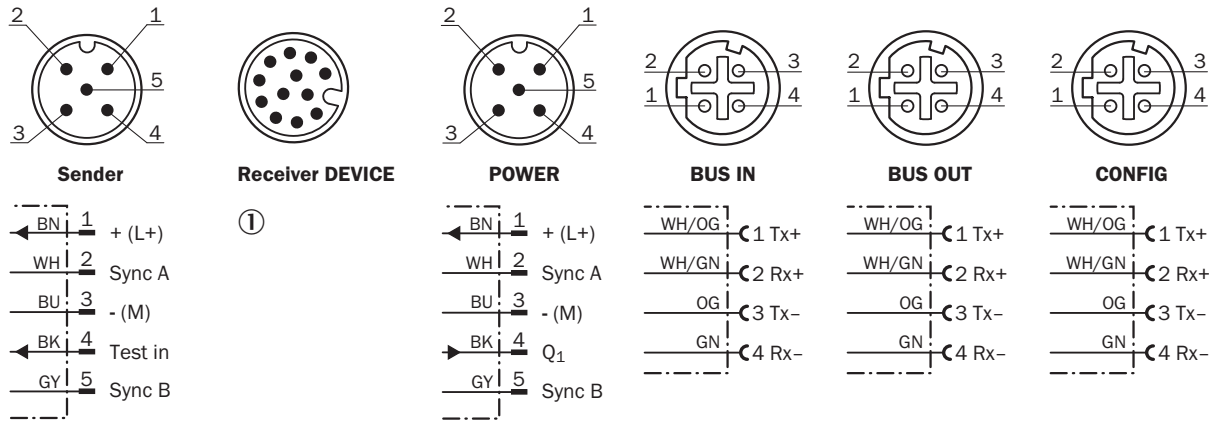 2 1
5
3 4
Sender
BN 1 + (L+)
WH 2 Sync A
BU 3 - (M)
BK 4 Test in
GY 5 Sync B
Receiver DEVICE
①
2 1
5
3 4
POWER
BN 1 + (L+)
WH 2 Sync A
BU 3 - (M)
BK 4 Q1
GY 5 Sync B
2 3
1 4
BUS IN
WH/OG 1 Tx+
WH/GN 2 Rx+
OG 3 Tx–
GN 4 Rx–
2 3
1 4
BUS OUT
WH/OG 1 Tx+
WH/GN 2 Rx+
OG 3 Tx–
GN 4 Rx–
2 3
1 4
CONFIG
WH/OG 1 Tx+
WH/GN 2 Rx+
OG 3 Tx–
GN 4 Rx–